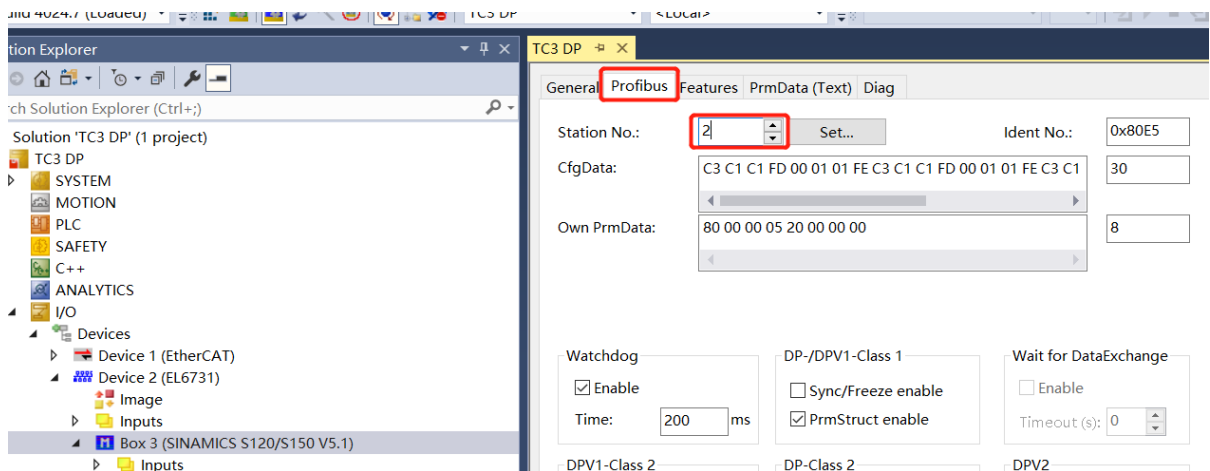 (Loaded)
TC3 DP
<Local>
tion Explorer
TC3 DP
rch Solution Explorer (Ctrl+;)
General Profibus Features PrmData (Text) Diag
Solution 'TC3 DP' (1 project)
Station No.: 2 Set... Ident No.: 0x80E5
TC3 DP
CfgData: C3 C1 C1 FD 00 01 01 FE C3 C1 C1 FD 00 01 01 FE C3 C1 30
SYSTEM
MOTION
PLC
Own PrmData: 80 00 00 05 20 00 00 00 8
SAFETY
C++
ANALYTICS
I/O
Devices
Device 1 (EtherCAT)
Watchdog DP-/DPV1-Class 1 Wait for DataExchange
Device 2 (EL6731)
Enable Sync/Freeze enable Enable
Image
Inputs
Time: 200 ms PrmStruct enable Timeout (s): 0
Box 3 (SINAMICS S120/S150 V5.1)
Inputs
DPV1-Class 2 DP-Class 2 DPV2